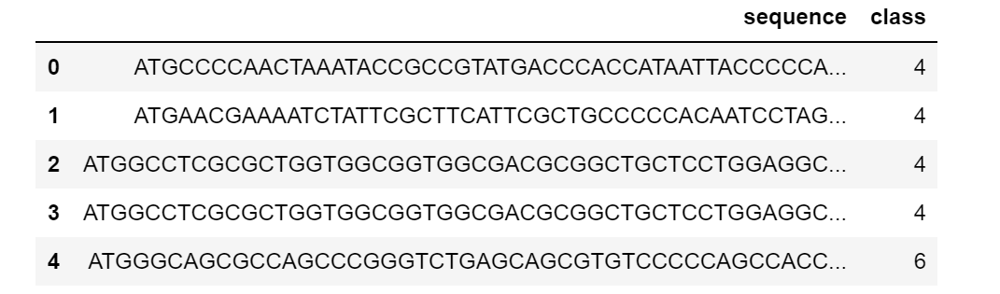 sequence class
0 ATGCCCCAACTAAATACCGCCGTATGACCCACCATAATTACCCCCA... 4
1 ATGAACGAAAATCTATTCGCTTCATTCGCTGCCCCCACAATCCTAG... 4
2 ATGGCCTCGCGCTGGTGGCGGTGGCGACGCGGCTGCTCCTGGAGGC... 4
3 ATGGCCTCGCGCTGGTGGCGGTGGCGACGCGGCTGCTCCTGGAGGC... 4
4 ATGGGCAGCGCCAGCCCGGGTCTGAGCAGCGTGTCCCCCAGCCACC... 6